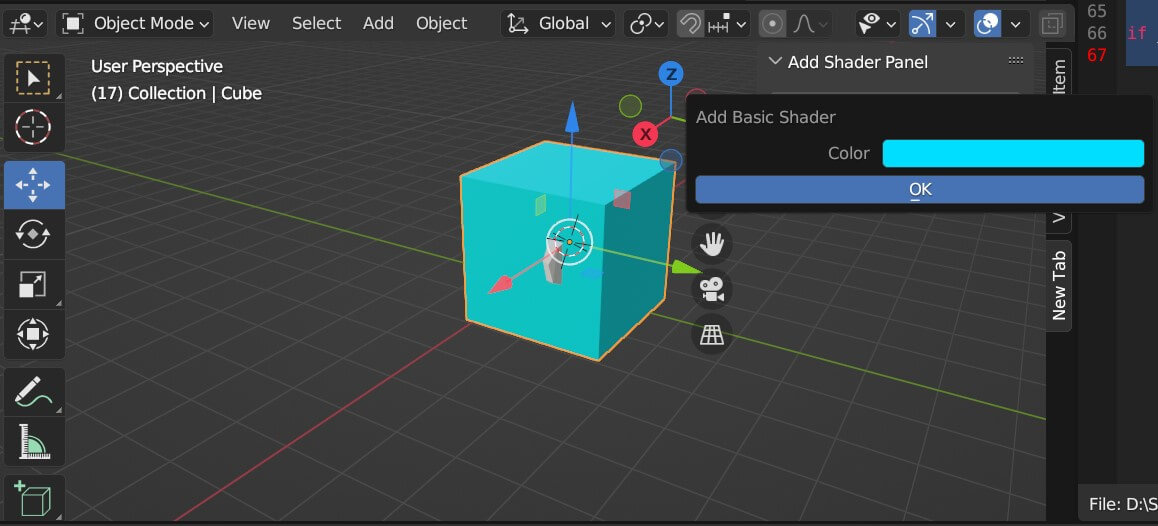 Object Mode
View
Select
Add
Object
Global
65
66
if
67
User Perspective
(17) Collection | Cube
Add Shader Panel
Item
Z
X
Add Basic Shader
Color
OK
V
New Tab
File: D:\S